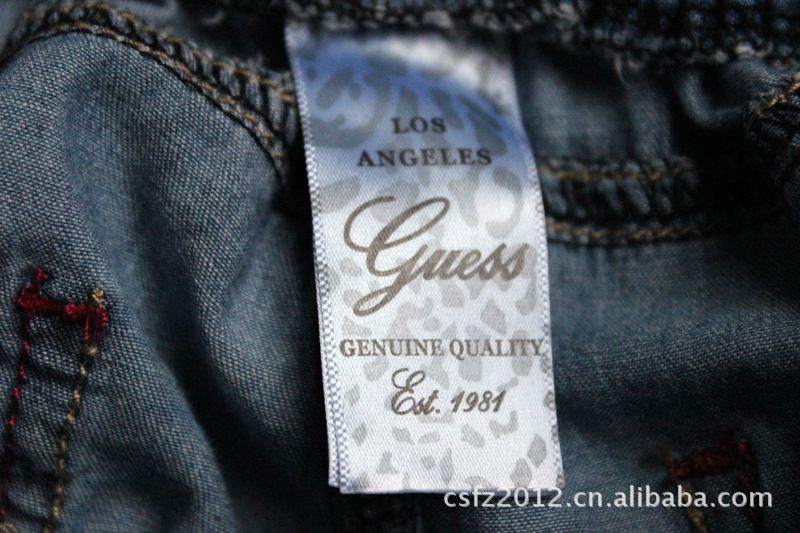 LOS
ANGELES
Guess
GENUINE QUALITY
Est. 1981
csfz2012.cn.alibaba.com